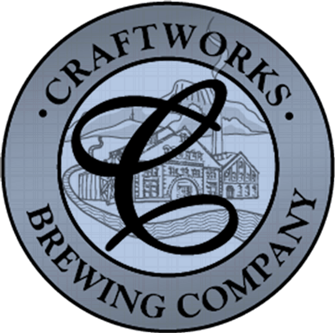 • CRAFTWORKS •
C
BREWING COMPANY